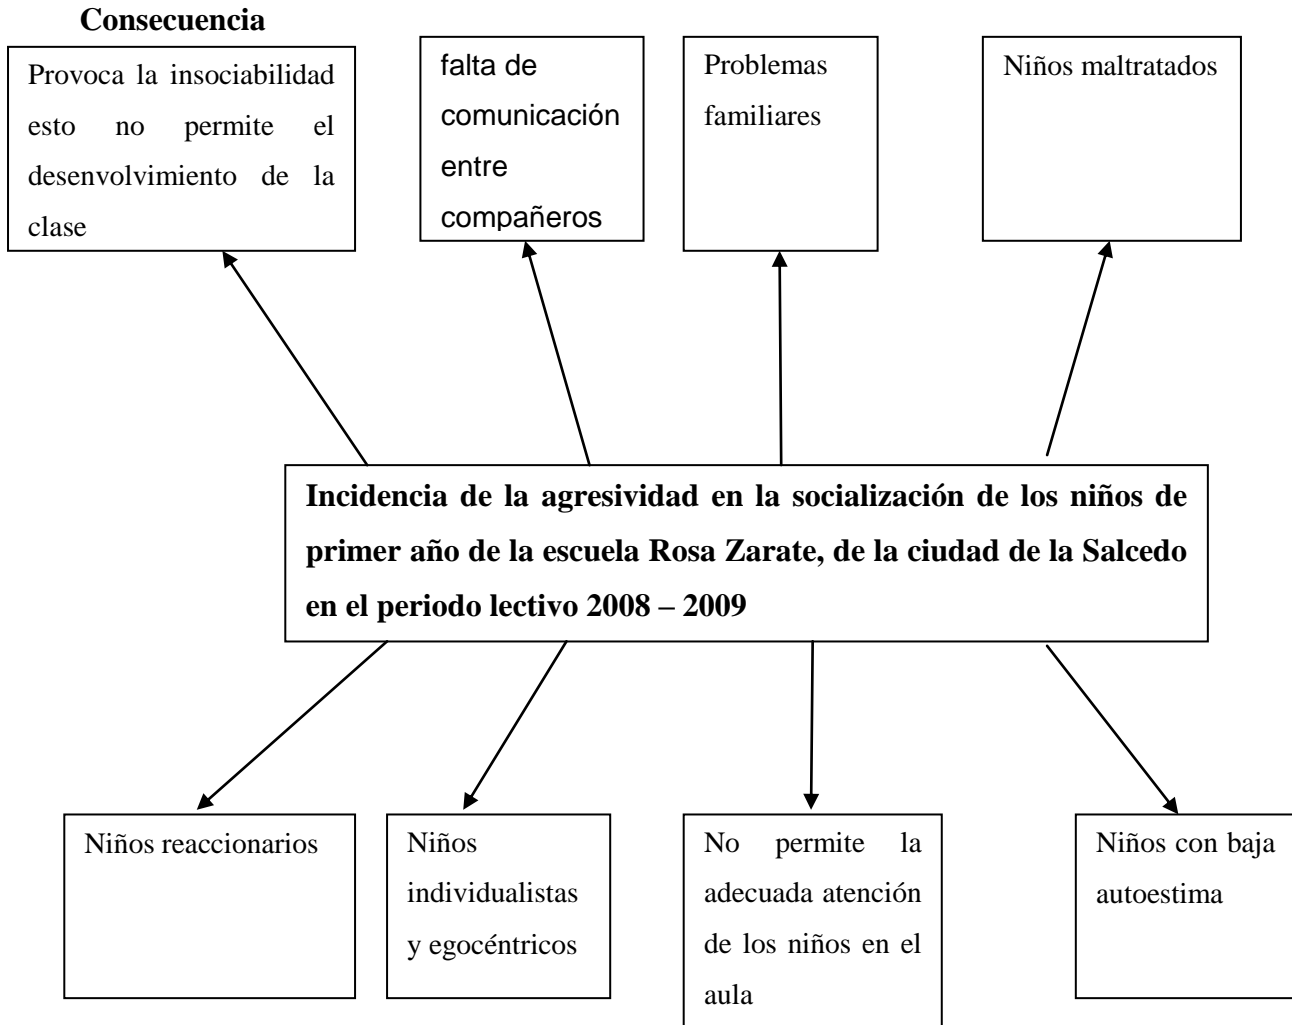 Consecuencia
Provoca la insociabilidad
esto no permite el
desenvolvimiento de la
clase
falta de
comunicación
entre
compañeros
Problemas
familiares
Niños maltratados
Incidencia de la agresividad en la socialización de los niños de
primer año de la escuela Rosa Zarate, de la ciudad de la Salcedo
en el periodo lectivo 2008 – 2009
Niños reaccionarios
Niños
individualistas
y egocéntricos
No permite la
adecuada atención
de los niños en el
aula
Niños con baja
autoestima